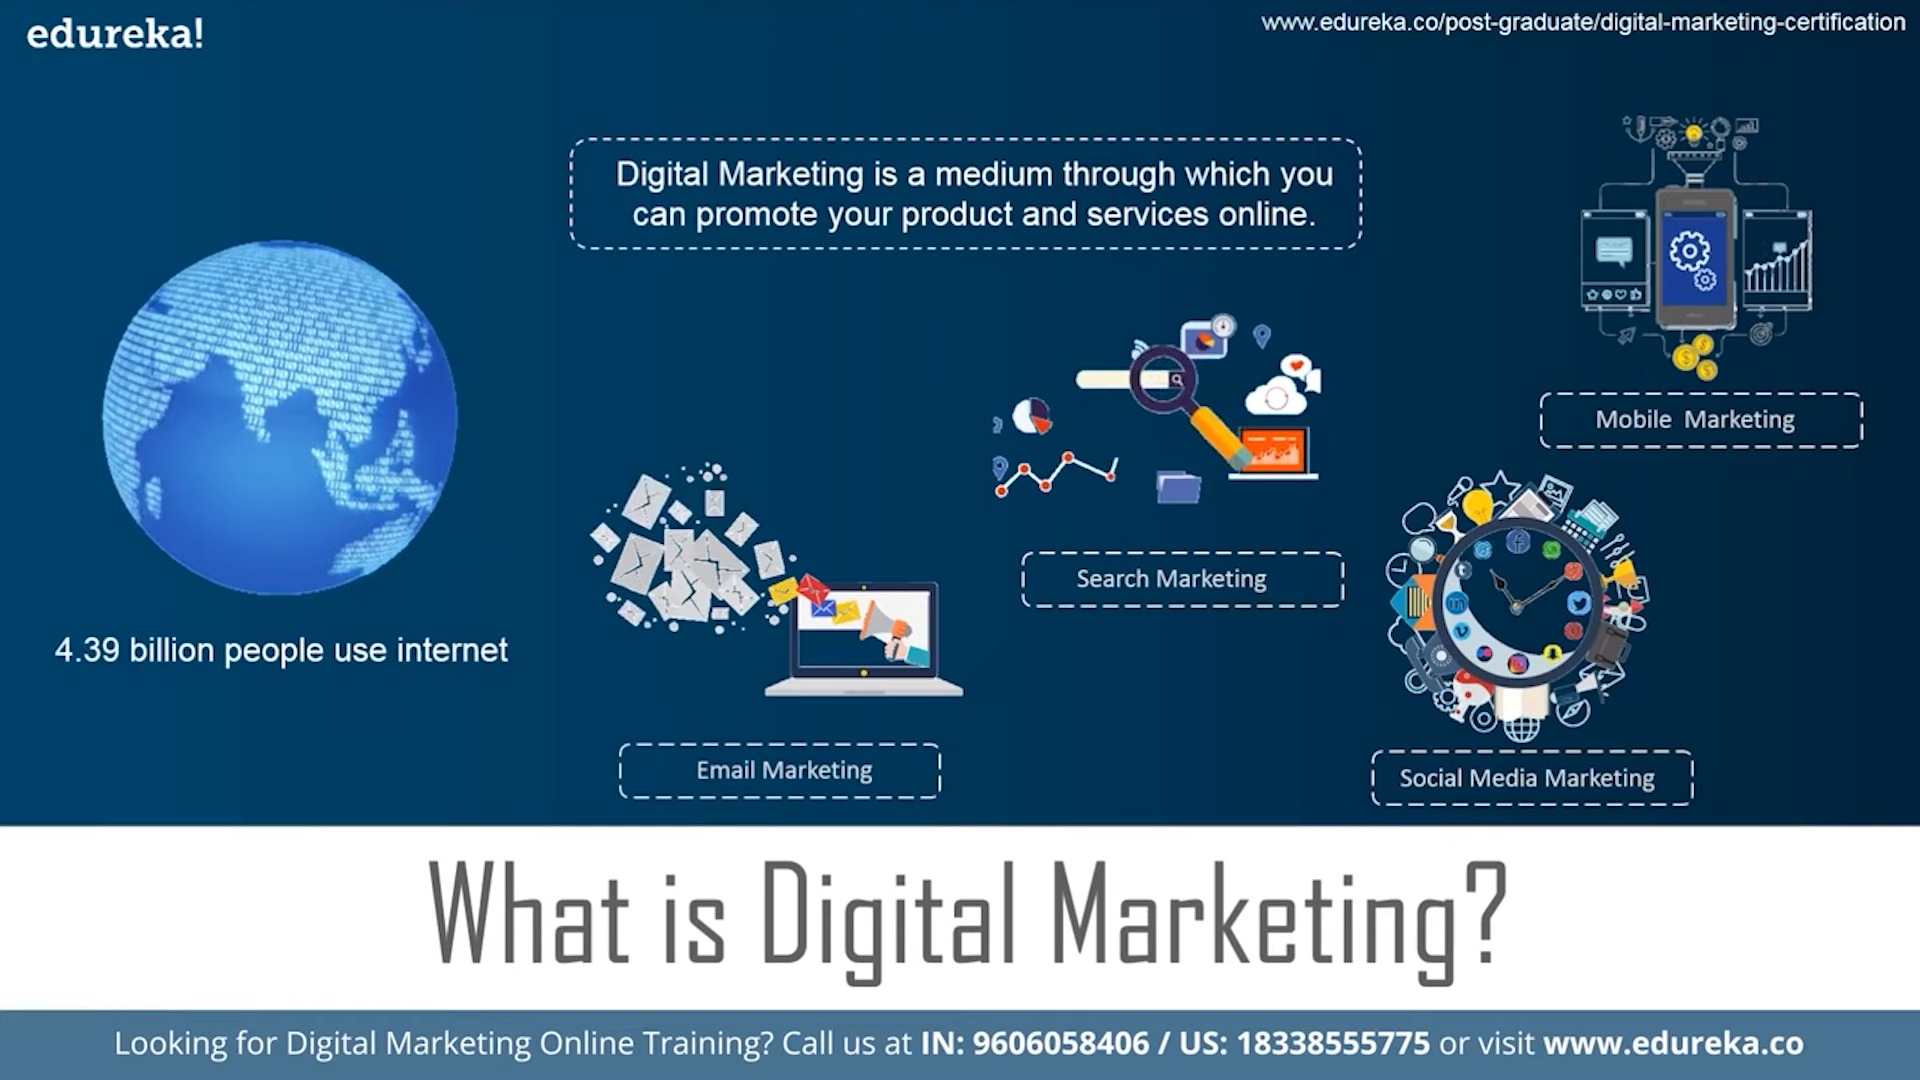 edureka!
www.edureka.co/post-graduate/digital-marketing-certification
Digital Marketing is a medium through which you
can promote your product and services online.
Mobile Marketing
Search Marketing
4.39 billion people use internet
Email Marketing
Social Media Marketing
What is Digital Marketing?
Looking for Digital Marketing Online Training? Call us at IN: 9606058406 / US: 18338555775 or visit www.edureka.co